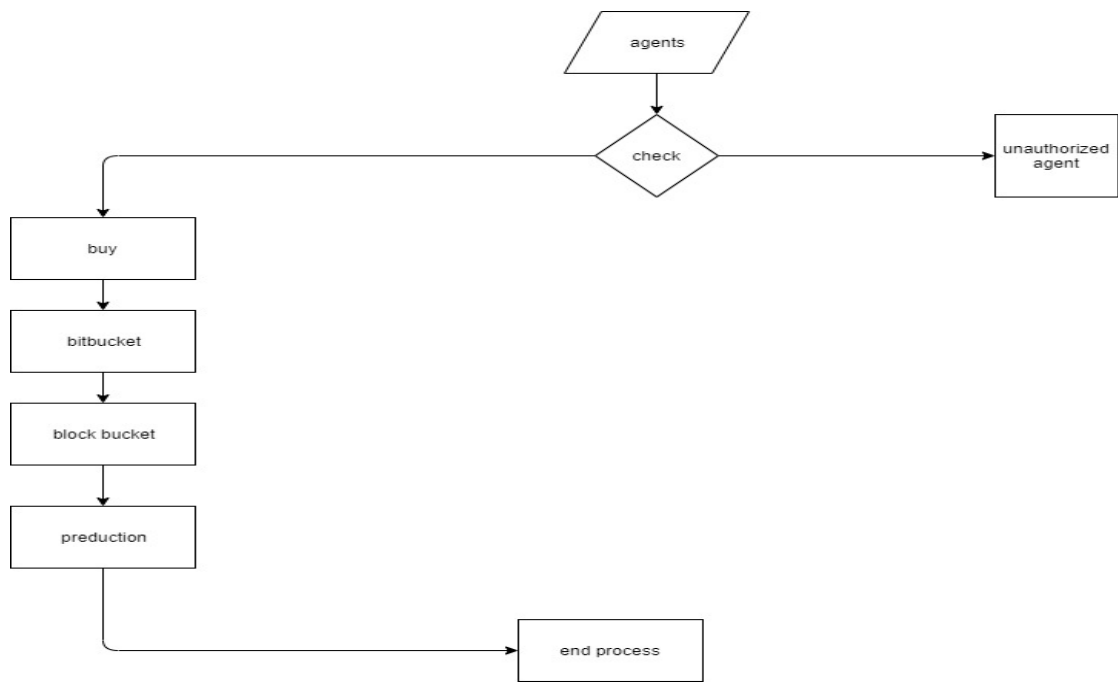 agents
check
unauthorized
agent
buy
bitbucket
block bucket
preduction
end process